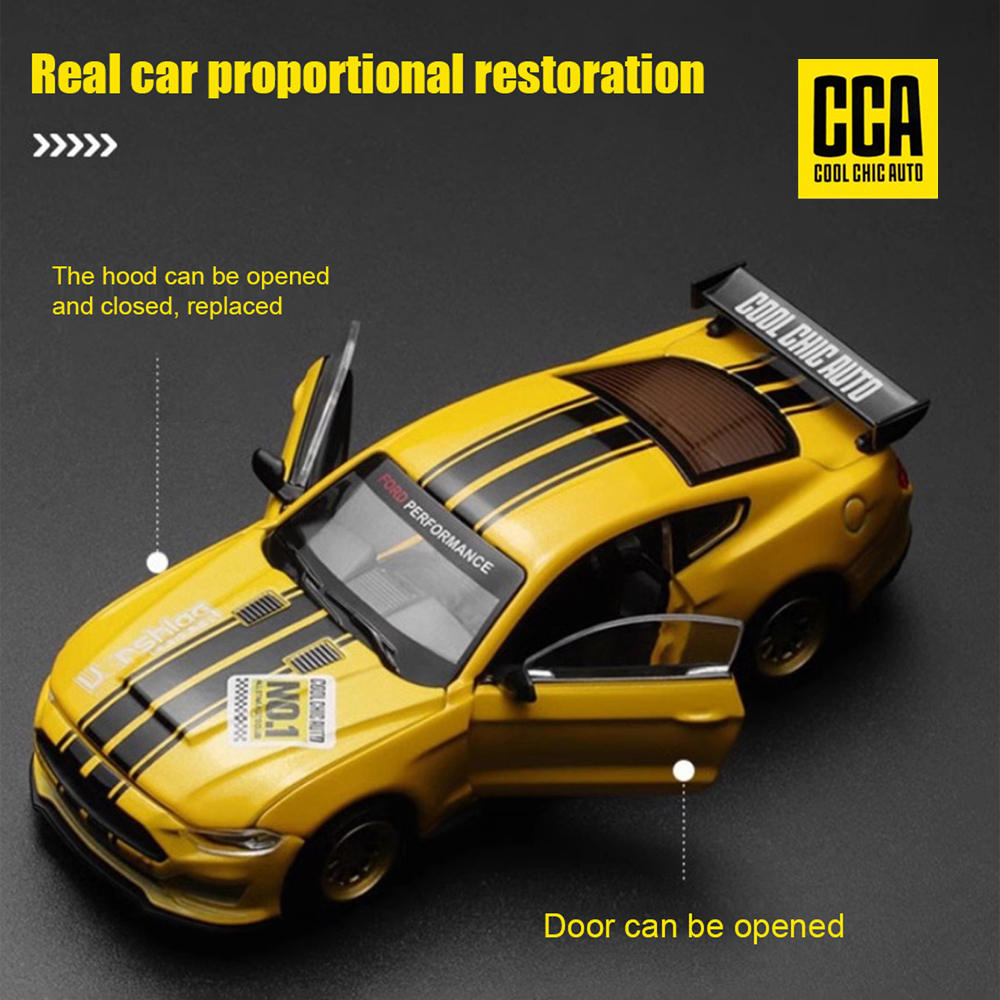 Real car proportional restoration
CCA
COOL CHIC AUTO
The hood can be opened
and closed, replaced
COOL CHIC AUTO
FORD PERFORMANCE
COOL CHIC AUTO
NO.1
Door can be opened